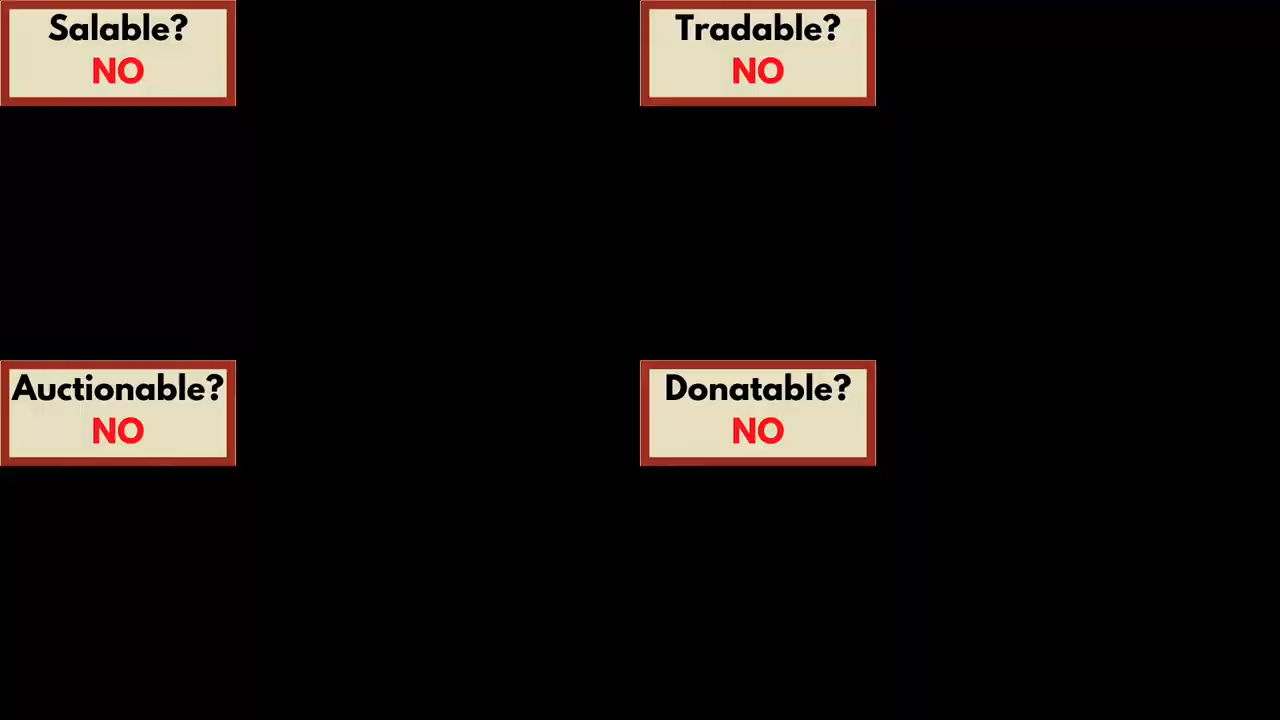 Salable?
NO
Tradable?
NO
Auctionable?
NO
Donatable?
NO